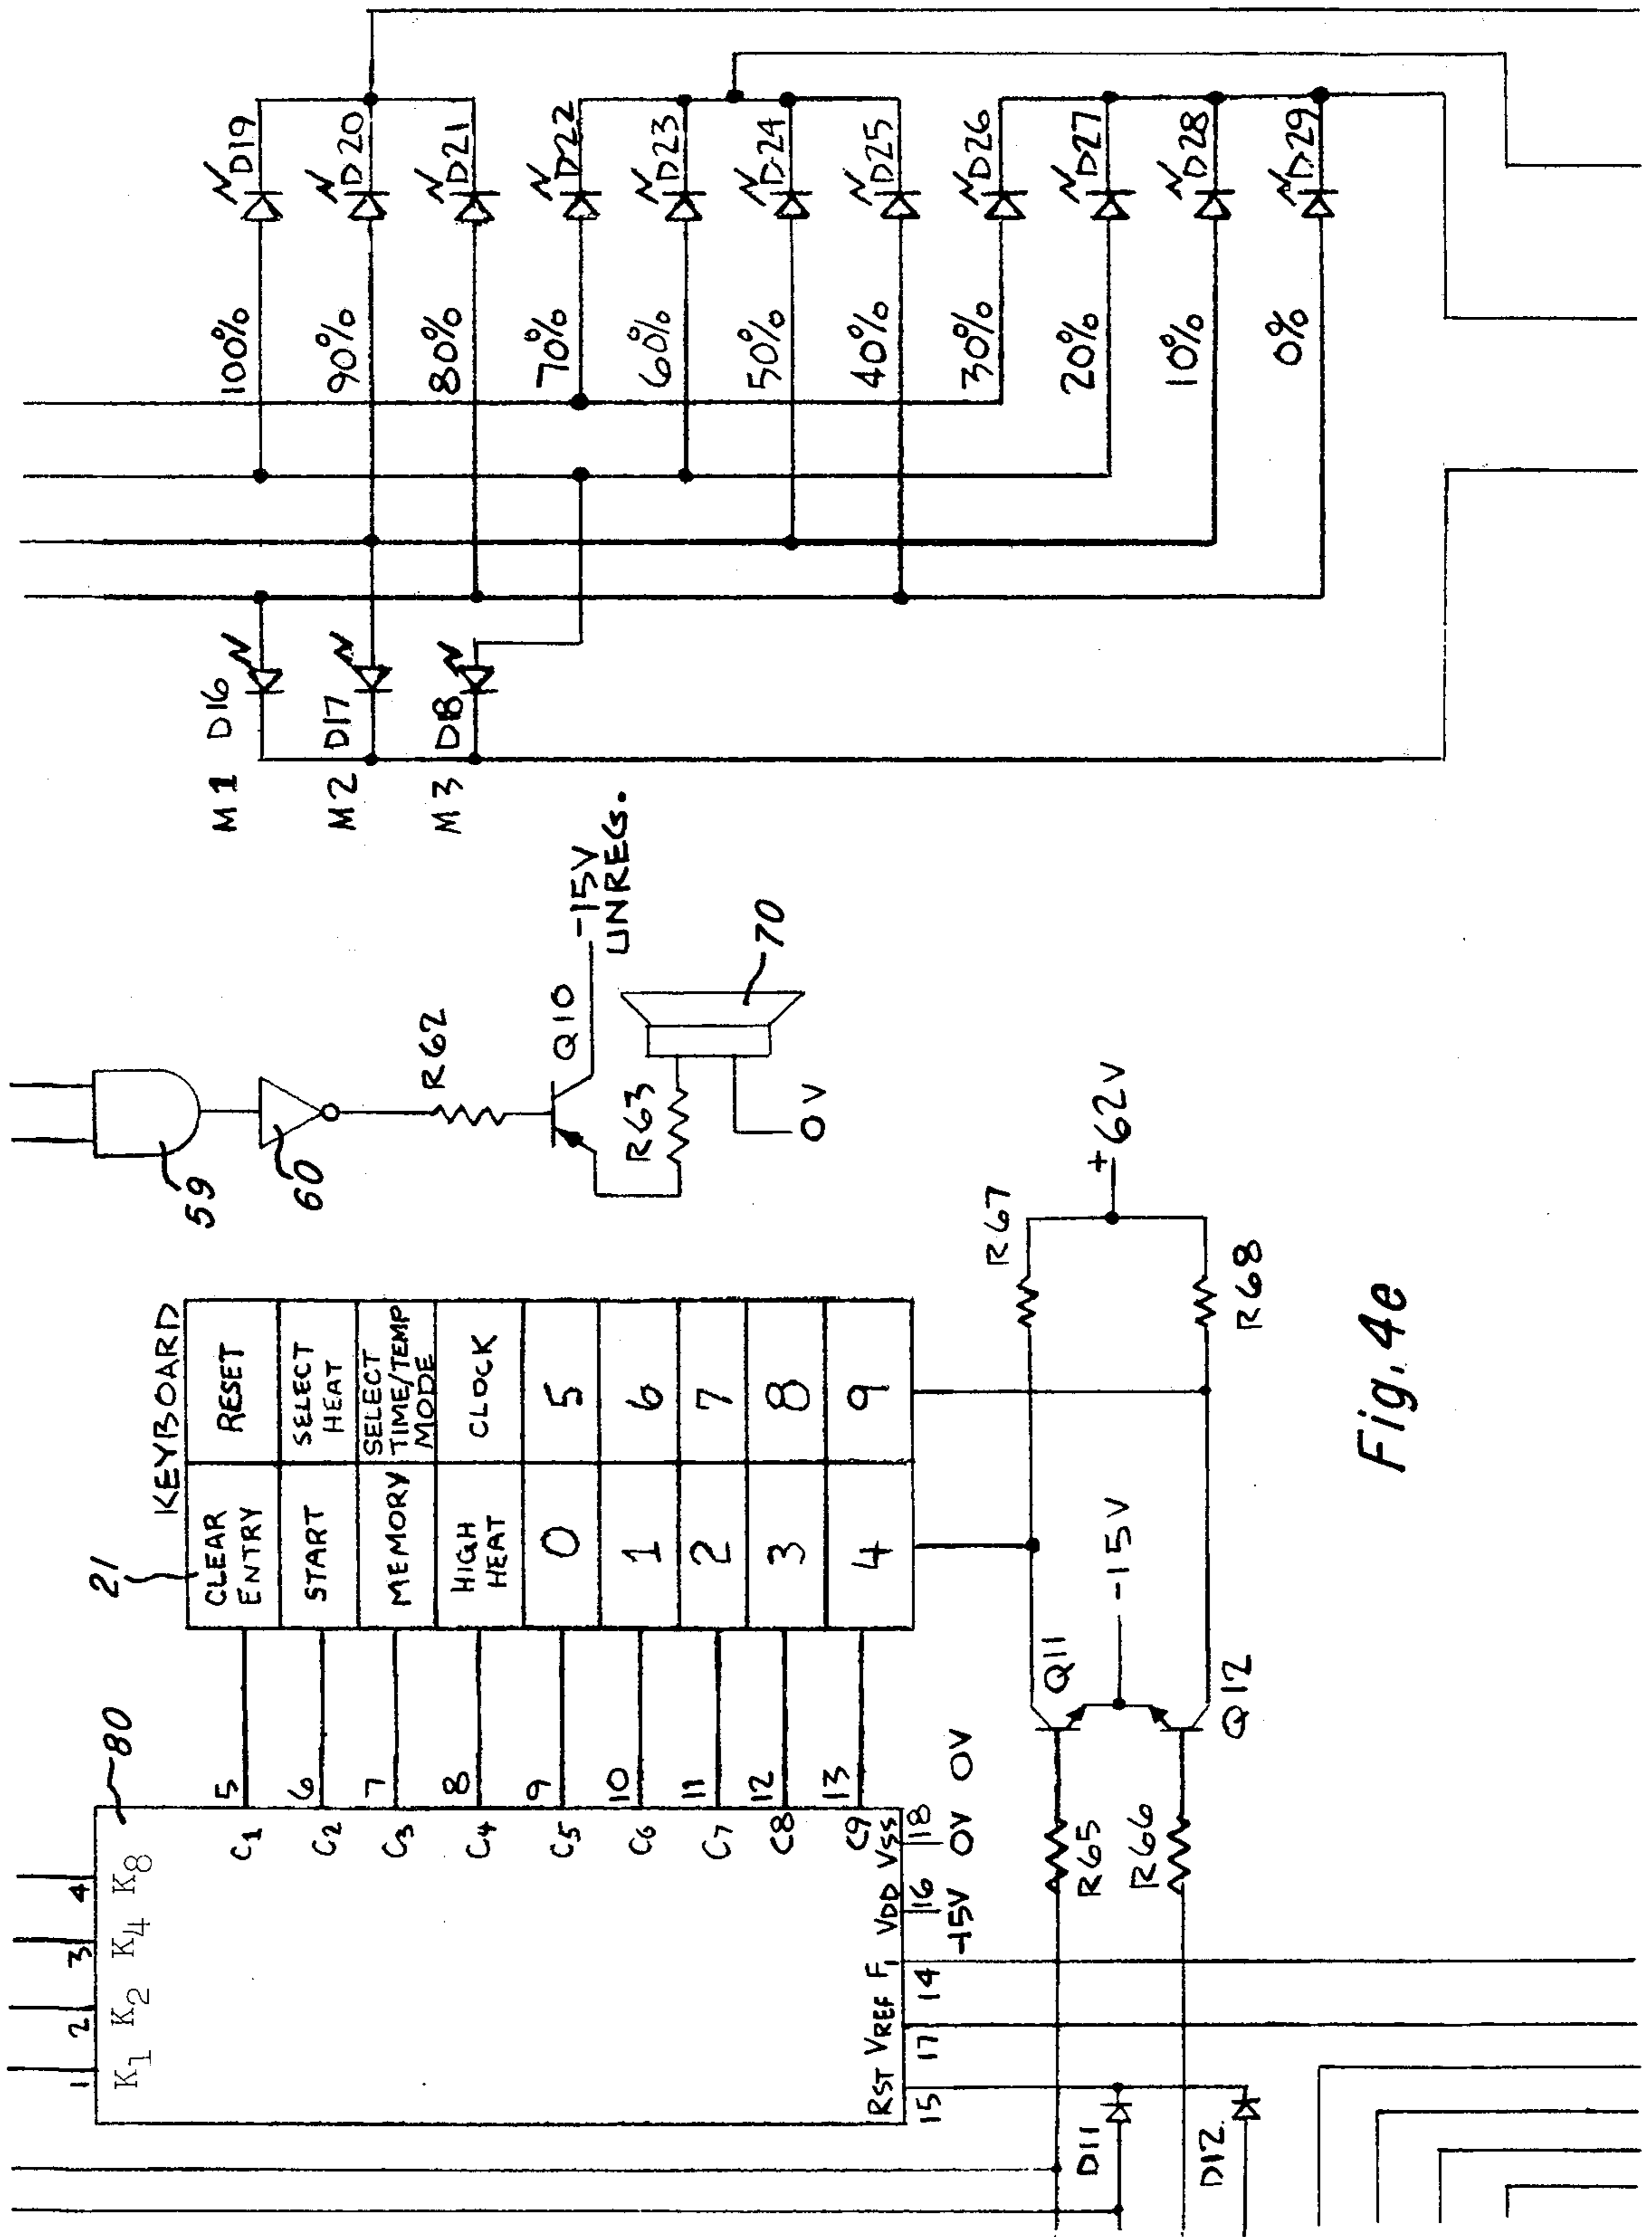 100%
D19
90%
D20
80%
D21
70%
D22
60%
D23
50%
D24
40%
D25
30%
D26
20%
D27
10%
D28
0%
D29
M1 D16
M2 D17
M3 D18
59
60
R62
Q10
-15V
UNREG.
R63
70
0V
KEYBOARD
21
CLEAR ENTRY
RESET
START
SELECT HEAT
MEMORY
SELECT TIME/TEMP MODE
HIGH HEAT
CLOCK
0 5
1 6
2 7
3 8
4 9
80
1 2 3 4
K1 K2 K4 K8
C1 5
C2 6
C3 7
C4 8
C5 9
C6 10
C7 11
C8 12
C9 13
RST VREF F1 VDD VSS
15 17 14 16 18
-15V 0V 0V
D11
D12
R65
R66
Q11
Q12
-15V
R67
R68
+ 62V
Fig. 4e